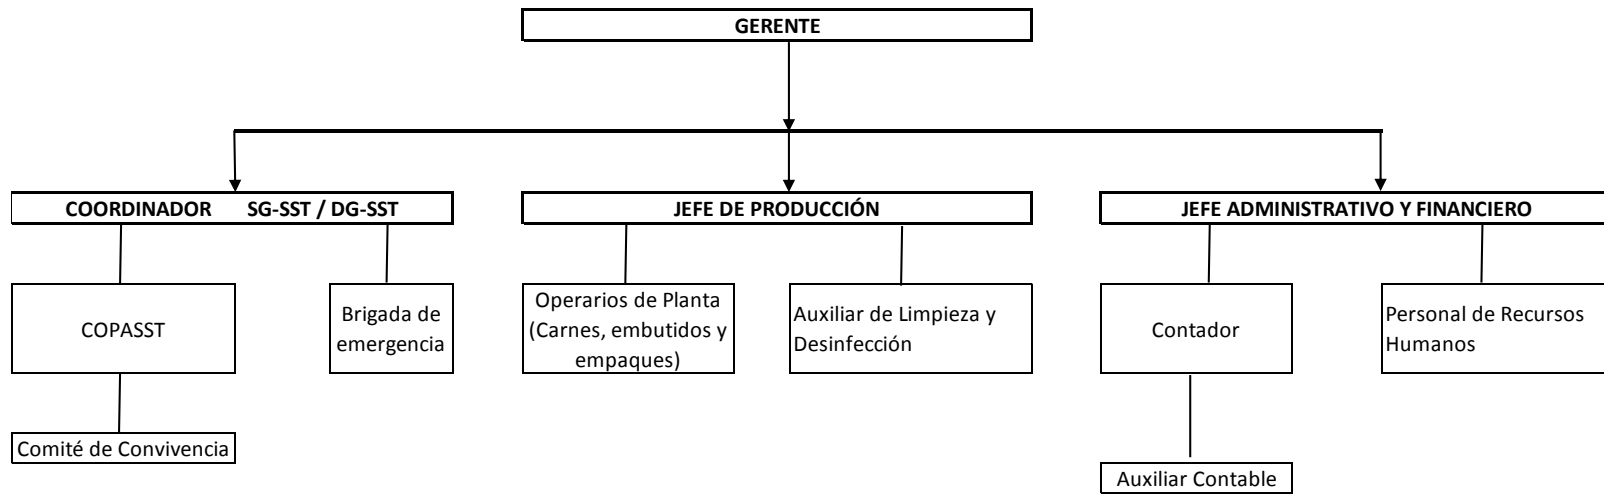 GERENTE
COORDINADOR SG-SST / DG-SST
JEFE DE PRODUCCIÓN
JEFE ADMINISTRATIVO Y FINANCIERO
COPASST
Brigada de
emergencia
Operarios de Planta
(Carnes, embutidos y
empaques)
Auxiliar de Limpieza y
Desinfección
Contador
Personal de Recursos
Humanos
Comité de Convivencia
Auxiliar Contable